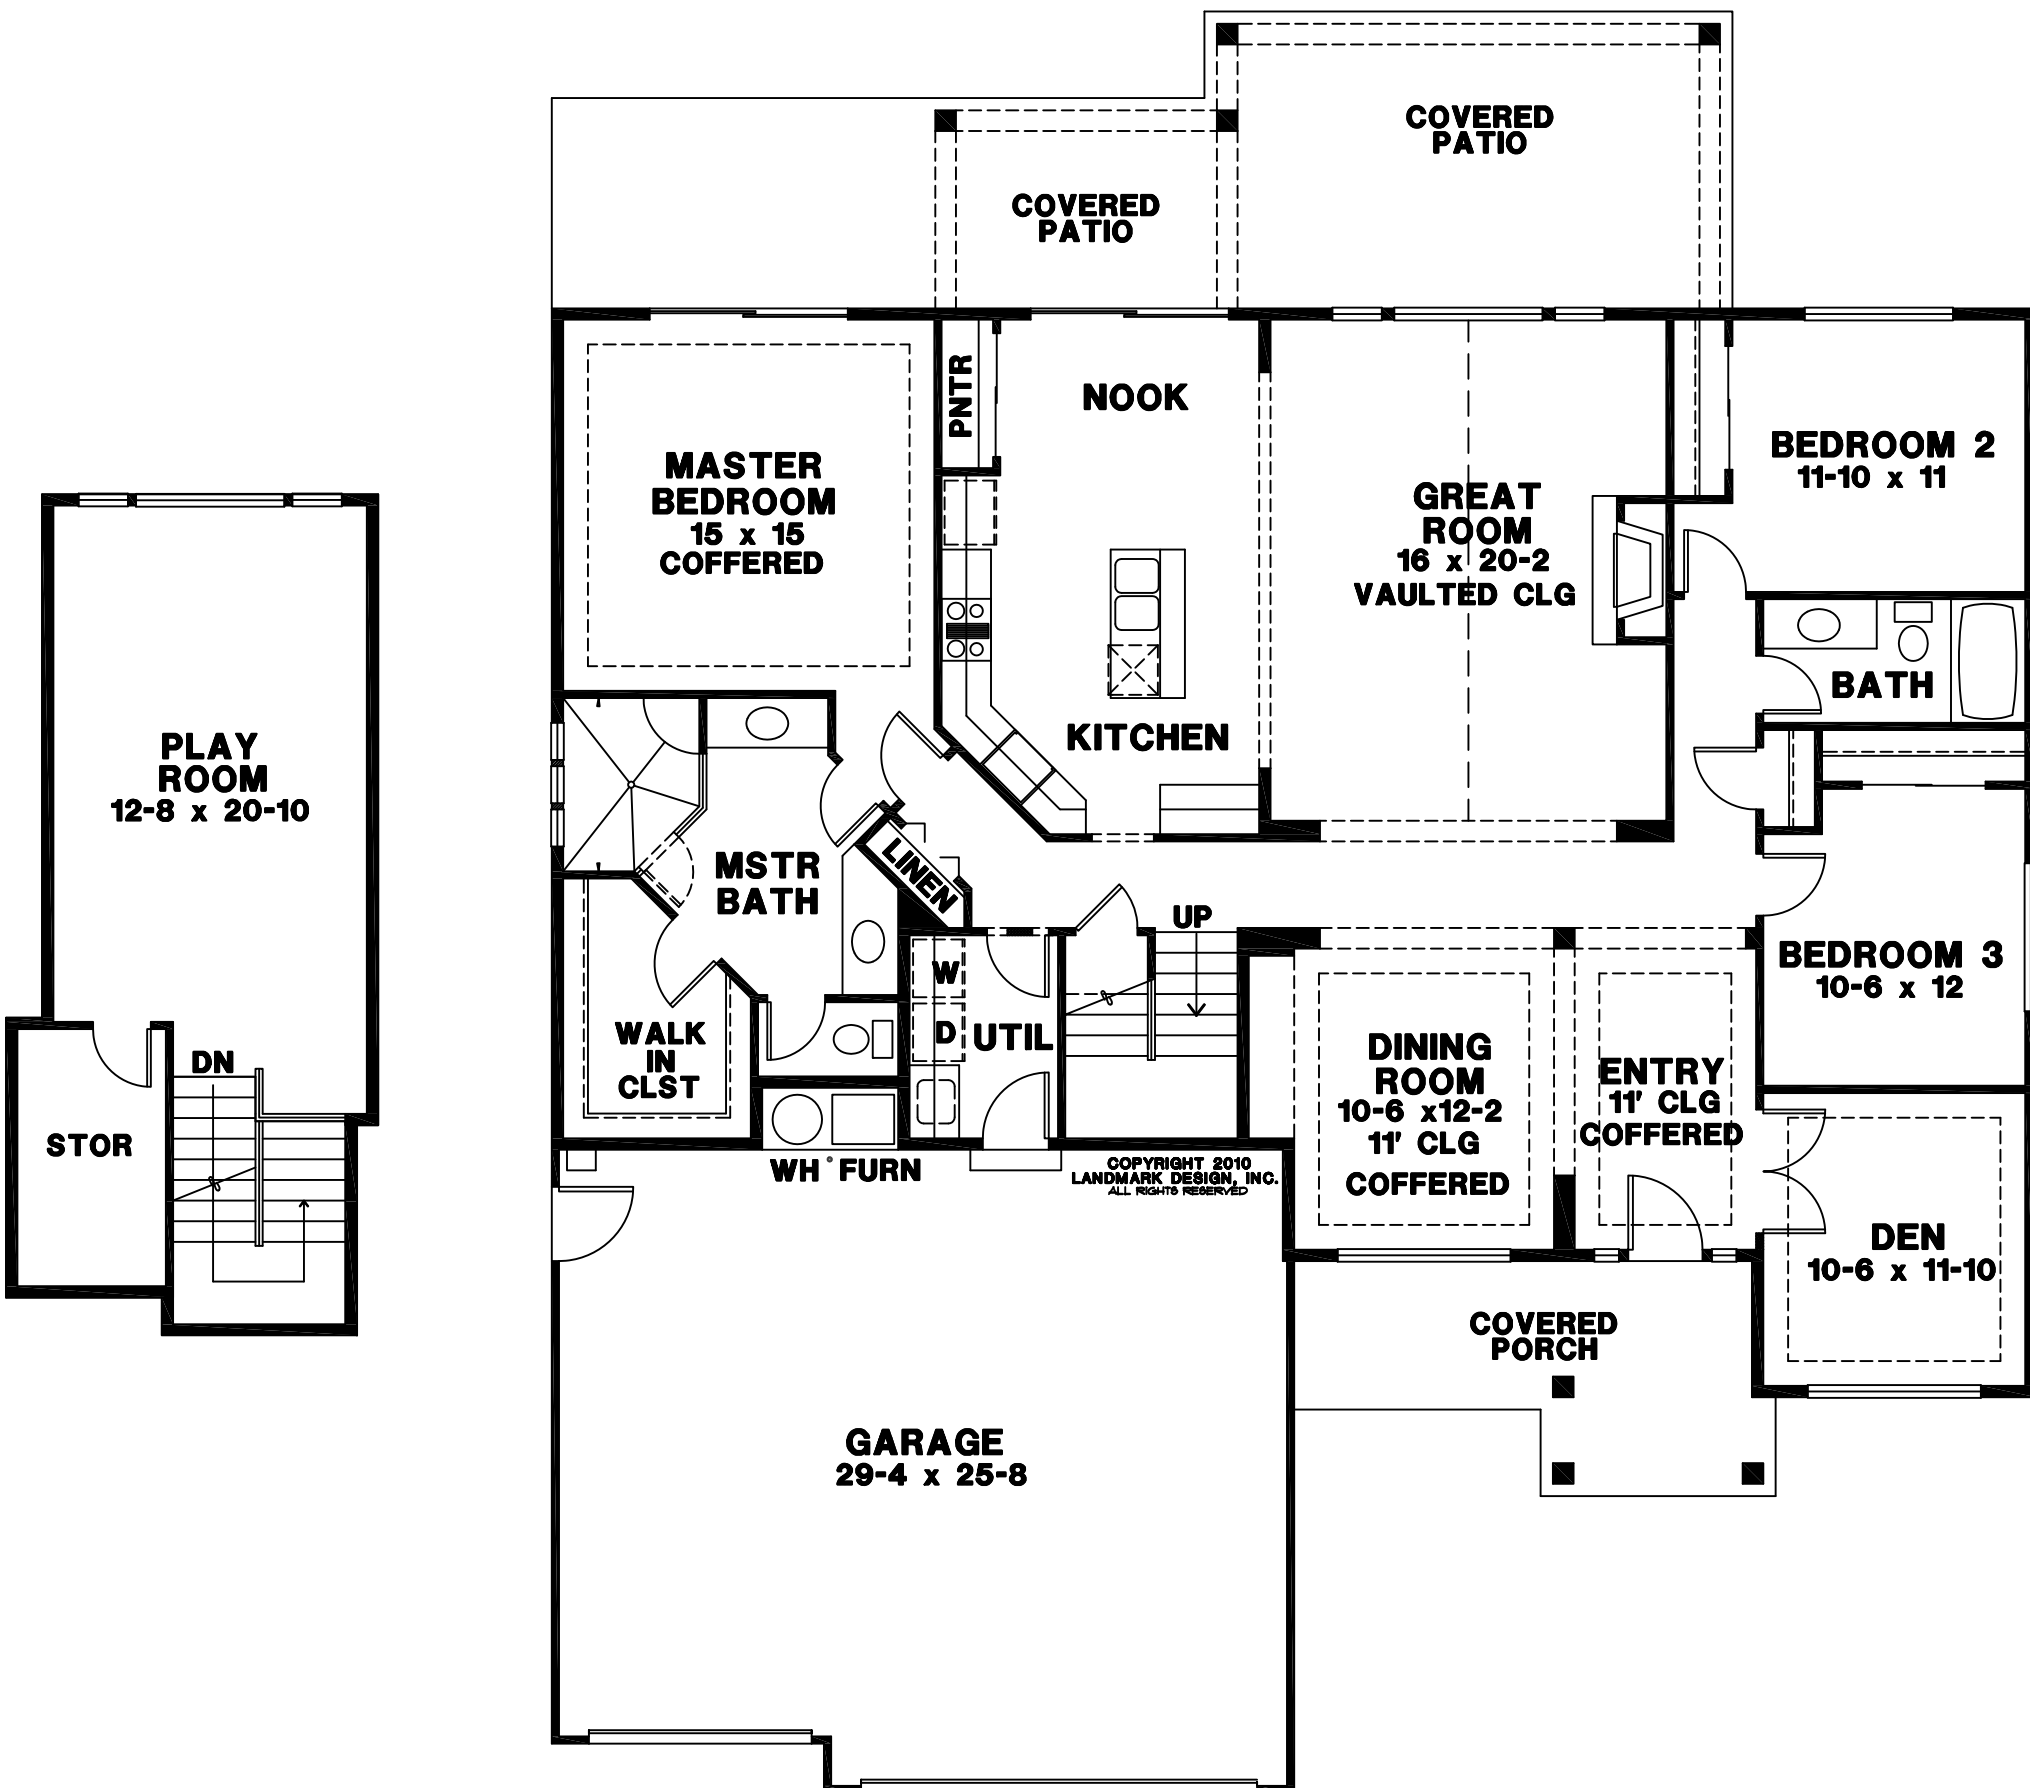 COVERED
PATIO
COVERED
PATIO
PNTR
NOOK
MASTER
BEDROOM
15 x 15
COFFERED
GREAT
ROOM
16 x 20-2
VAULTED CLG
BEDROOM 2
11-10 x 11
BATH
KITCHEN
PLAY
ROOM
12-8 x 20-10
MSTR
BATH
LINEN
UP
BEDROOM 3
10-6 x 12
W
D
UTIL
WALK
IN
CLST
DN
STOR
DINING
ROOM
10-6 x12-2
11' CLG
COFFERED
ENTRY
11' CLG
COFFERED
WH FURN
COPYRIGHT 2010
LANDMARK DESIGN, INC.
ALL RIGHTS RESERVED
DEN
10-6 x 11-10
COVERED
PORCH
GARAGE
29-4 x 25-8